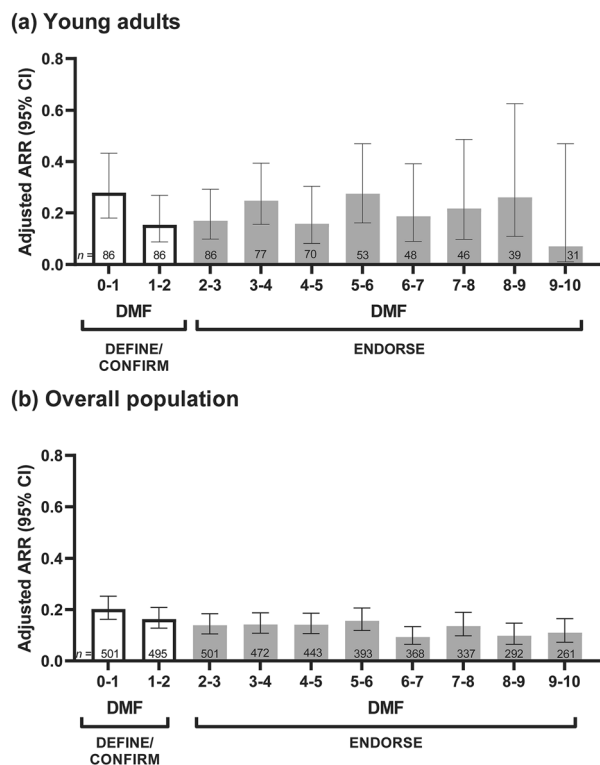 (a) Young adults
Adjusted ARR (95% CI)
0.8
0.6
0.4
0.2
0.0
n = 86 86 86 77 70 53 48 46 39 31
0-1 1-2 2-3 3-4 4-5 5-6 6-7 7-8 8-9 9-10
DMF DMF
DEFINE/
CONFIRM
ENDORSE
(b) Overall population
Adjusted ARR (95% CI)
0.8
0.6
0.4
0.2
0.0
n = 501 495 501 472 443 393 368 337 292 261
0-1 1-2 2-3 3-4 4-5 5-6 6-7 7-8 8-9 9-10
DMF DMF
DEFINE/
CONFIRM
ENDORSE